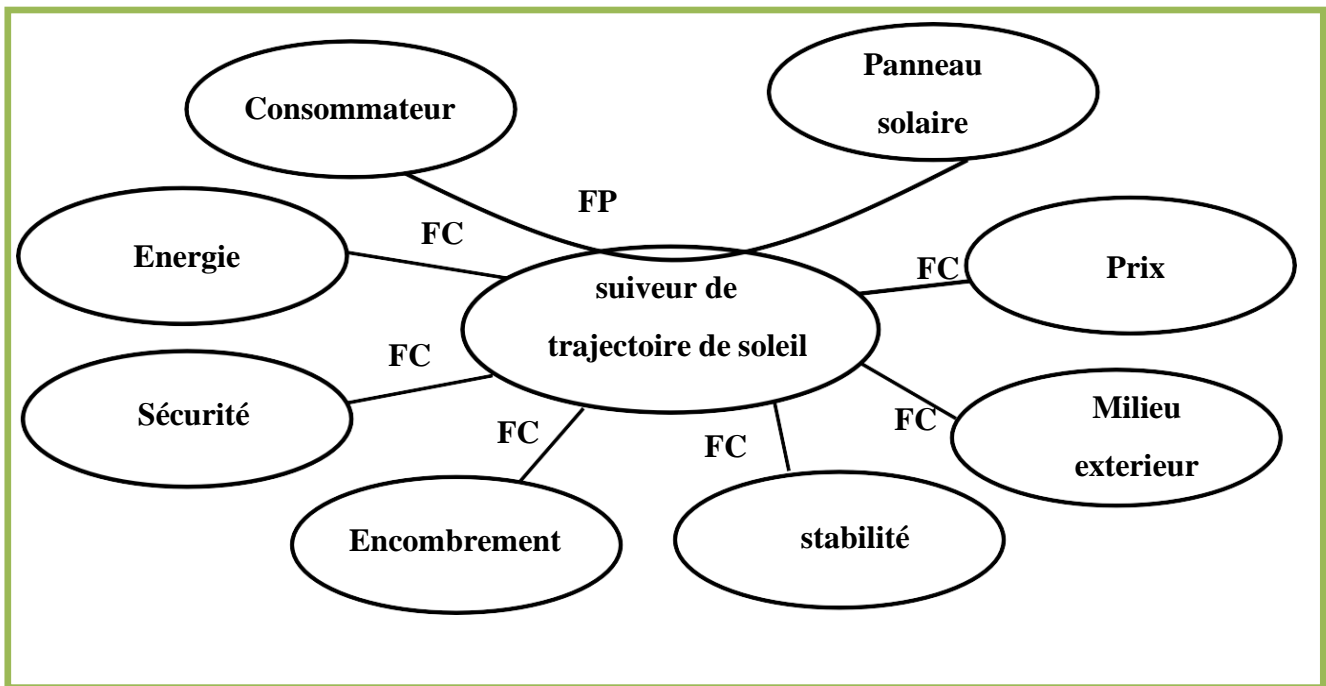 Consommateur
Panneau
solaire
FP
FC
Energie
FC
Prix
suiveur de
trajectoire de soleil
FC
Sécurité
FC
Milieu
exterieur
FC
Encombrement
FC
stabilité